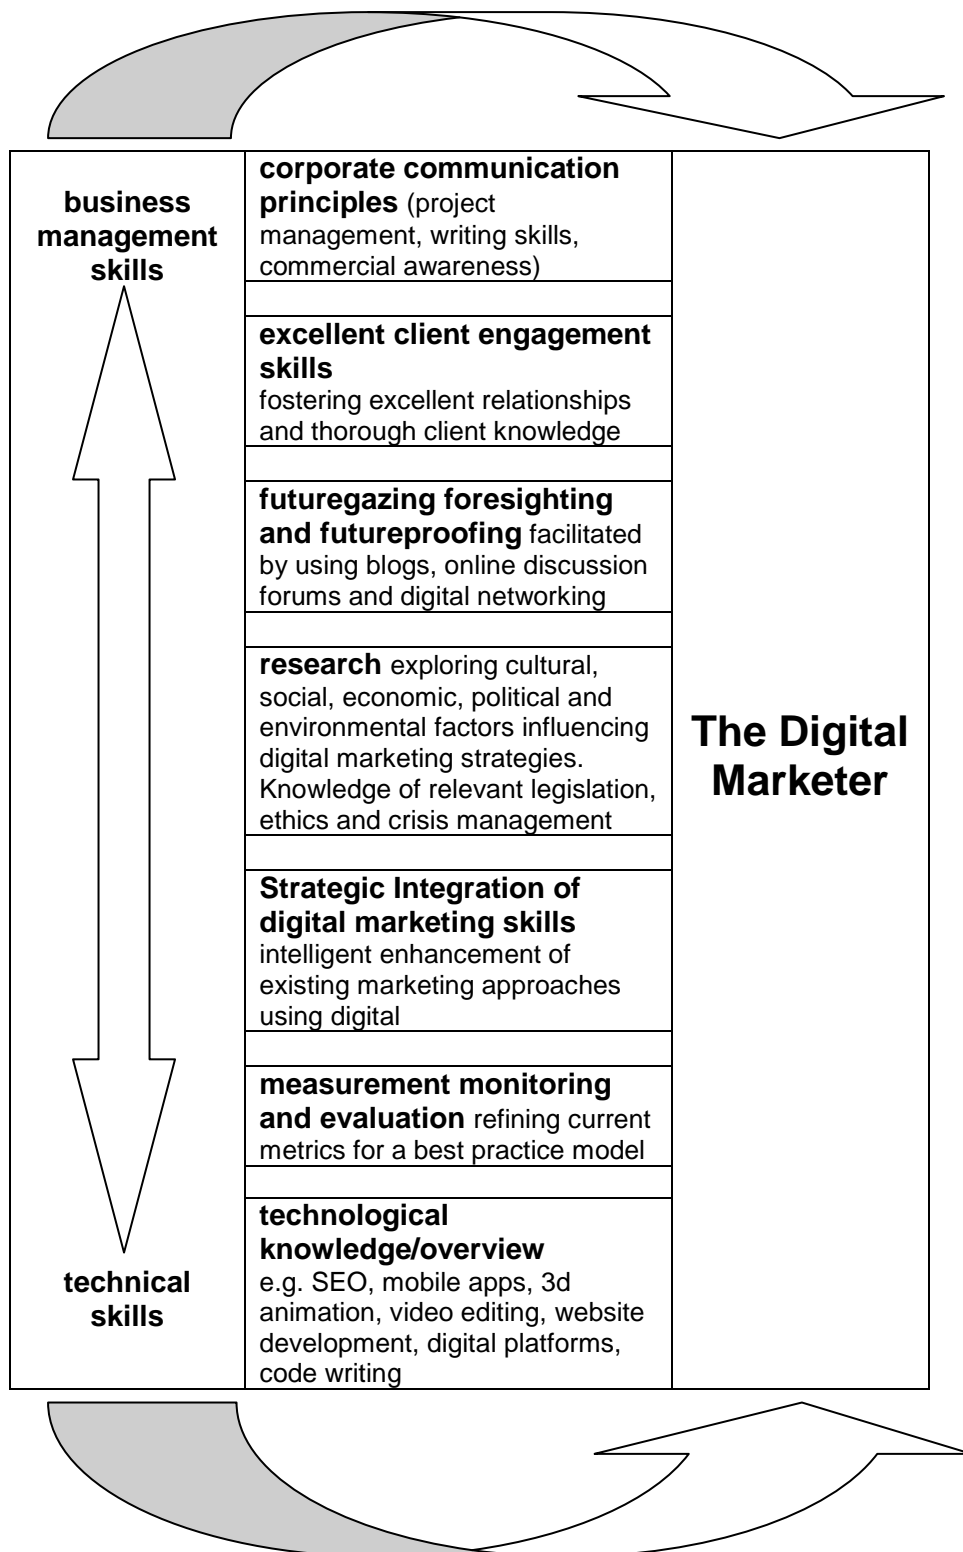 business
management
skills
technical
skills
corporate communication
principles (project
management, writing skills,
commercial awareness)
excellent client engagement
skills
fostering excellent relationships
and thorough client knowledge
futuregazing foresighting
and futureproofing facilitated
by using blogs, online discussion
forums and digital networking
research exploring cultural,
social, economic, political and
environmental factors influencing
digital marketing strategies.
Knowledge of relevant legislation,
ethics and crisis management
Strategic Integration of
digital marketing skills
intelligent enhancement of
existing marketing approaches
using digital
measurement monitoring
and evaluation refining current
metrics for a best practice model
technological
knowledge/overview
e.g. SEO, mobile apps, 3d
animation, video editing, website
development, digital platforms,
code writing
The Digital
Marketer